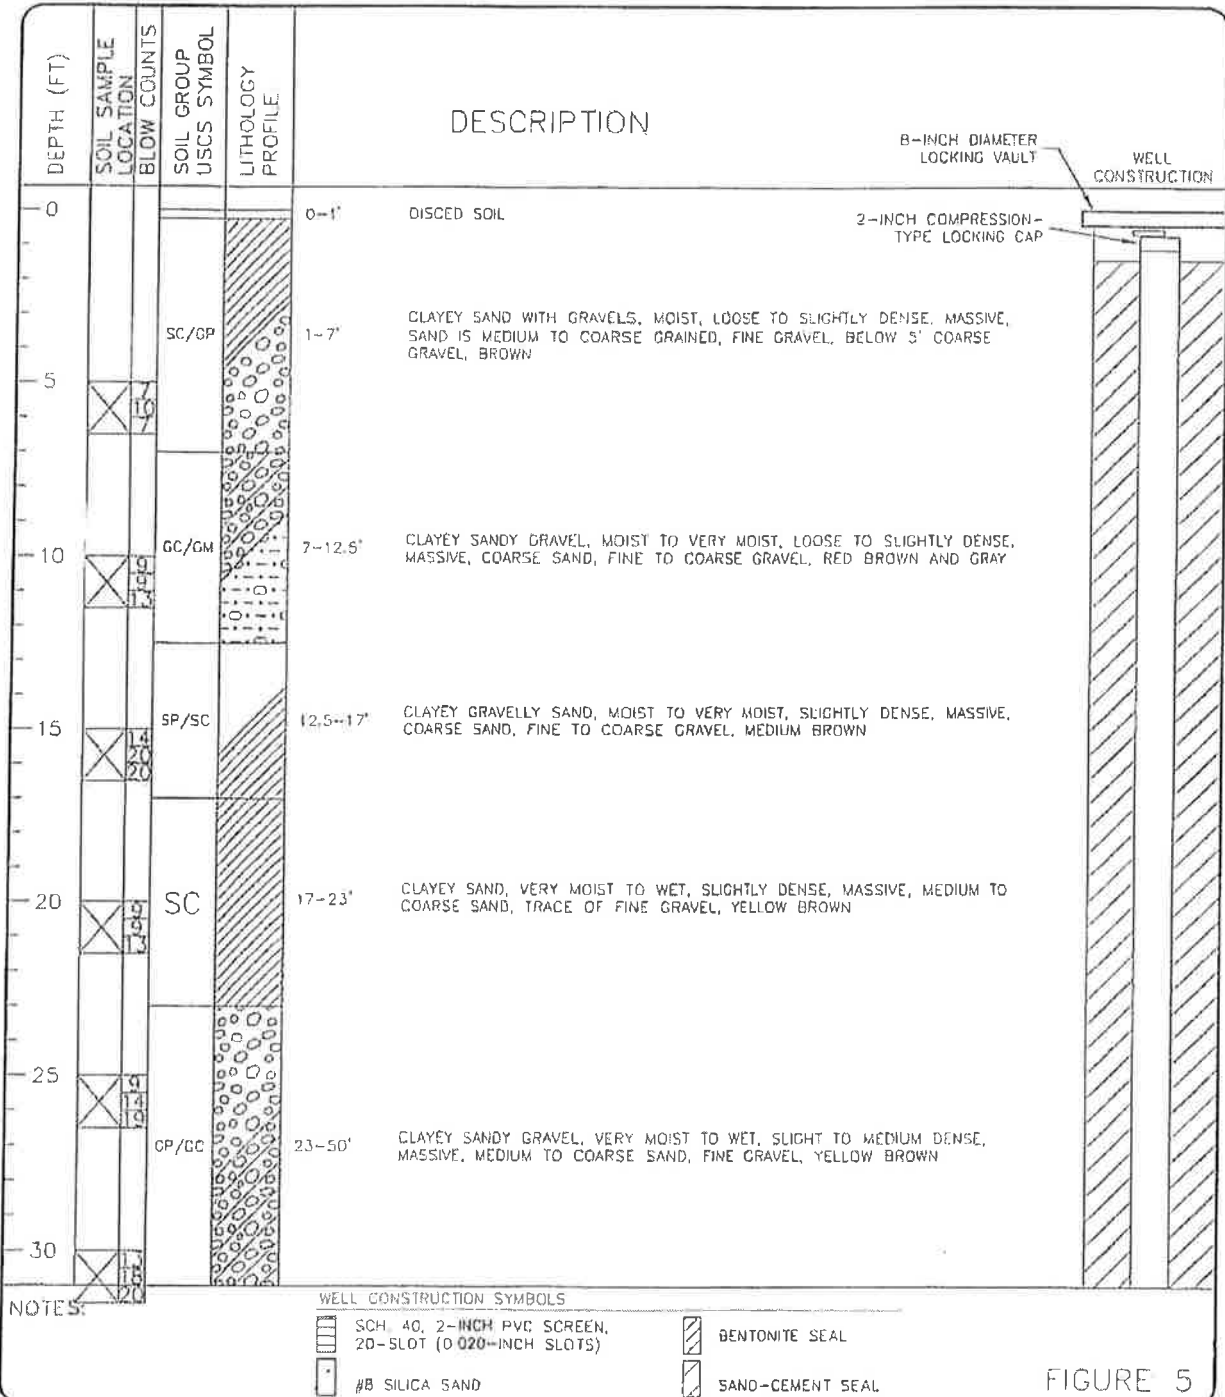 DEPTH (FT)
SOIL SAMPLE
LOCATION
BLOW COUNTS
SOIL GROUP
USCS SYMBOL
LITHOLOGY
PROFILE
DESCRIPTION
8-INCH DIAMETER
LOCKING VAULT
WELL
CONSTRUCTION
0
0-1'
DISCED SOIL
2-INCH COMPRESSION-
TYPE LOCKING CAP
SC/GP
1-7'
CLAYEY SAND WITH GRAVELS, MOIST, LOOSE TO SLIGHTLY DENSE, MASSIVE,
SAND IS MEDIUM TO COARSE GRAINED, FINE GRAVEL, BELOW 5' COARSE
GRAVEL, BROWN
5
7
10
7
GC/GM
7-12.5'
CLAYEY SANDY GRAVEL, MOIST TO VERY MOIST, LOOSE TO SLIGHTLY DENSE,
MASSIVE, COARSE SAND, FINE TO COARSE GRAVEL, RED BROWN AND GRAY
10
9
9
13
SP/SC
12.5-17'
CLAYEY GRAVELLY SAND, MOIST TO VERY MOIST, SLIGHTLY DENSE, MASSIVE,
COARSE SAND, FINE TO COARSE GRAVEL, MEDIUM BROWN
15
14
20
20
SC
17-23'
CLAYEY SAND, VERY MOIST TO WET, SLIGHTLY DENSE, MASSIVE, MEDIUM TO
COARSE SAND, TRACE OF FINE GRAVEL, YELLOW BROWN
20
9
9
13
25
9
14
19
GP/GC
23-50'
CLAYEY SANDY GRAVEL, VERY MOIST TO WET, SLIGHT TO MEDIUM DENSE,
MASSIVE, MEDIUM TO COARSE SAND, FINE GRAVEL, YELLOW BROWN
30
20
NOTES:
WELL CONSTRUCTION SYMBOLS
SCH. 40, 2-INCH PVC SCREEN,
20-SLOT (0.020-INCH SLOTS)
BENTONITE SEAL
#8 SILICA SAND
SAND-CEMENT SEAL
FIGURE 5